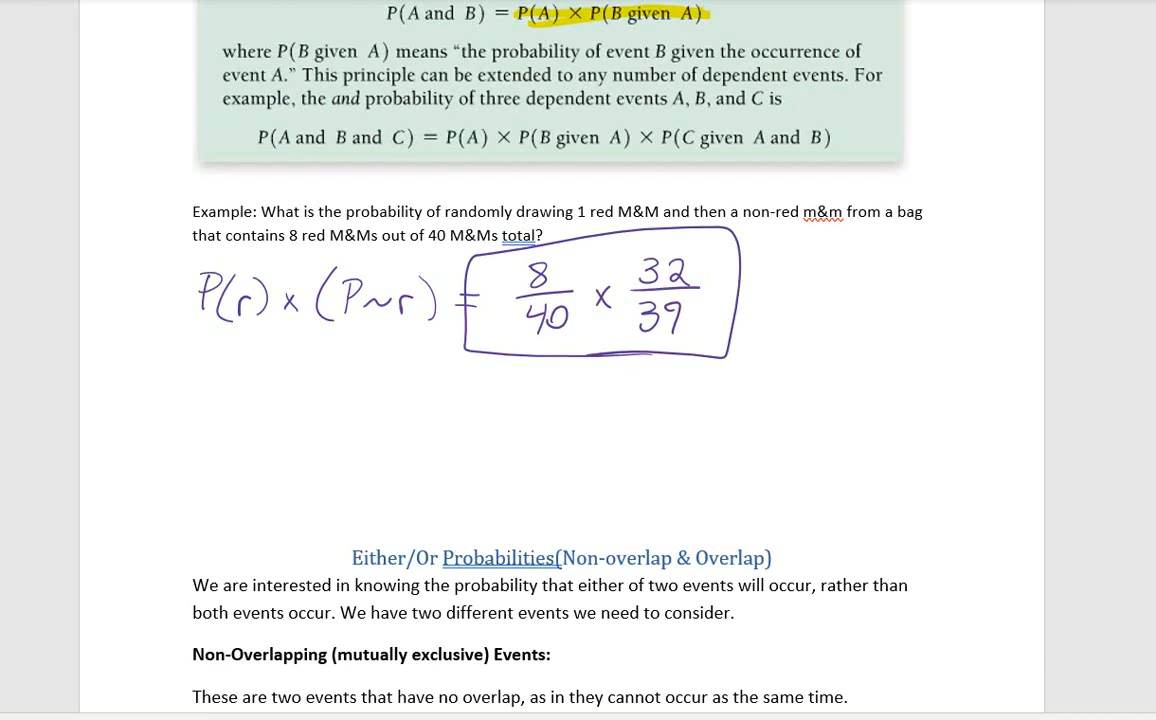 P(A and B) = P(A) × P(B given A)
where P(B given A) means “the probability of event B given the occurrence of
event A.” This principle can be extended to any number of dependent events. For
example, the and probability of three dependent events A, B, and C is
P(A and B and C) = P(A) × P(B given A) × P(C given A and B)
Example: What is the probability of randomly drawing 1 red M&M and then a non-red m&m from a bag
that contains 8 red M&Ms out of 40 M&Ms total?
P(r) x (P~r) = 8/40 x 32/39
Either/Or Probabilities(Non-overlap & Overlap)
We are interested in knowing the probability that either of two events will occur, rather than
both events occur. We have two different events we need to consider.
Non-Overlapping (mutually exclusive) Events:
These are two events that have no overlap, as in they cannot occur as the same time.